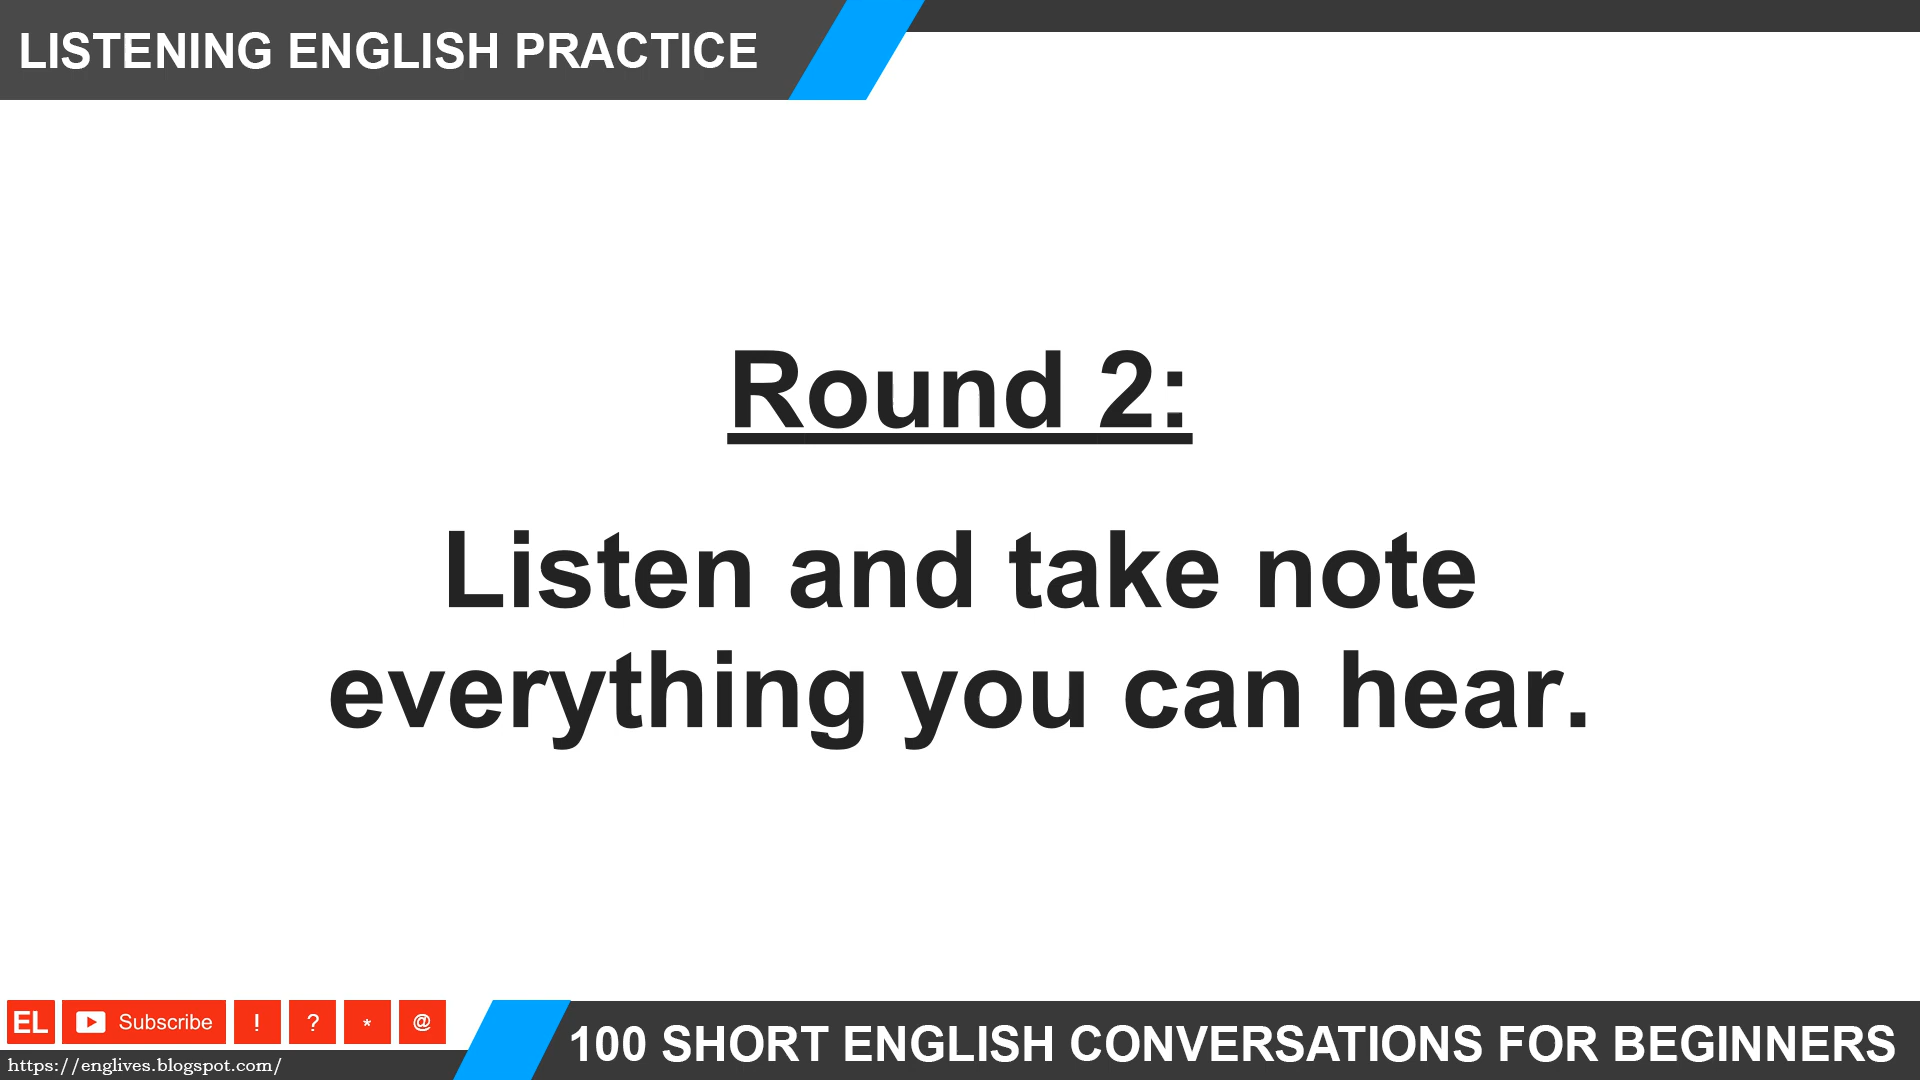 LISTENING ENGLISH PRACTICE
Round 2:
Listen and take note
everything you can hear.
EL Subscribe ! ? * @
100 SHORT ENGLISH CONVERSATIONS FOR BEGINNERS
https://englives.blogspot.com/